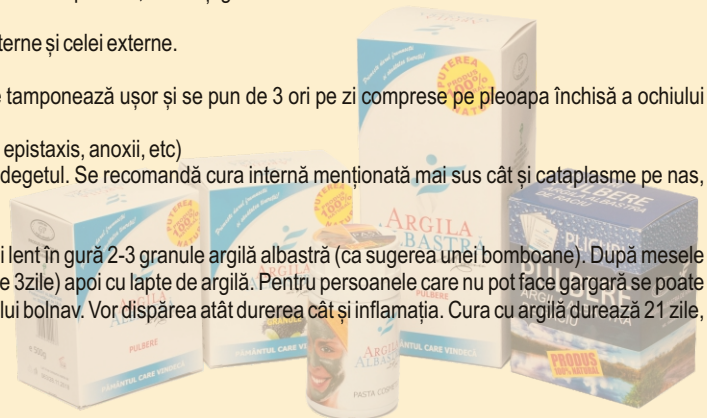 terne și celei externe.
e tamponează ușor și se pun de 3 ori pe zi comprese pe pleoapa închisă a ochiului
epistaxis, anoxii, etc)
degetul. Se recomandă cura internă menționată mai sus cât și cataplasme pe nas,
i lent în gură 2-3 granule argilă albastră (ca sugerea unei bomboane). După mesele
e 3zile) apoi cu lapte de argilă. Pentru persoanele care nu pot face gargară se poate
lui bolnav. Vor dispărea atât durerea cât și inflamația. Cura cu argilă durează 21 zile,
PUTEREA
PRODUS
100%
ARGILA
ALBASTRĂ
PULBERE
500g
PULBERE
PĂMÂNTUL CARE VINDECĂ
ARGILA
ALBASTRĂ
PASTA COSMETICĂ
PULBERE
PRODUS
100% NATURAL